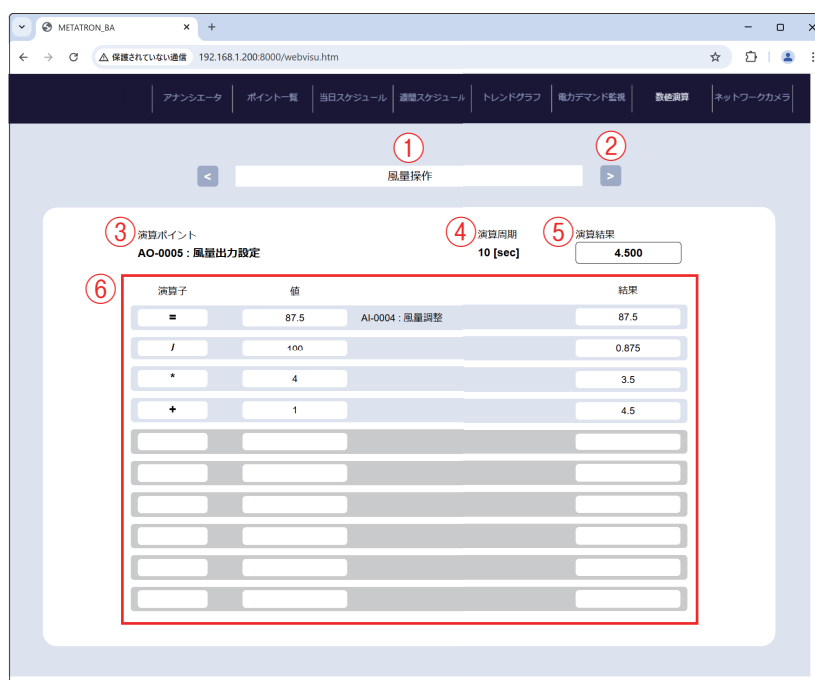 METATRON_BA
保護されていない通信 192.168.1.200:8000/webvisu.htm
アナンシエータ ポイント一覧 当日スケジュール 週間スケジュール トレンドグラフ 電力デマンド監視 数値演算 ネットワークカメラ
① ②
< 風量操作 >
③ 演算ポイント ④ 演算周期 ⑤ 演算結果
AO-0005 : 風量出力設定 10 [sec] 4.500
⑥ 演算子 値 結果
= 87.5 AI-0004 : 風量調整 87.5
/ 100 0.875
* 4 3.5
+ 1 4.5